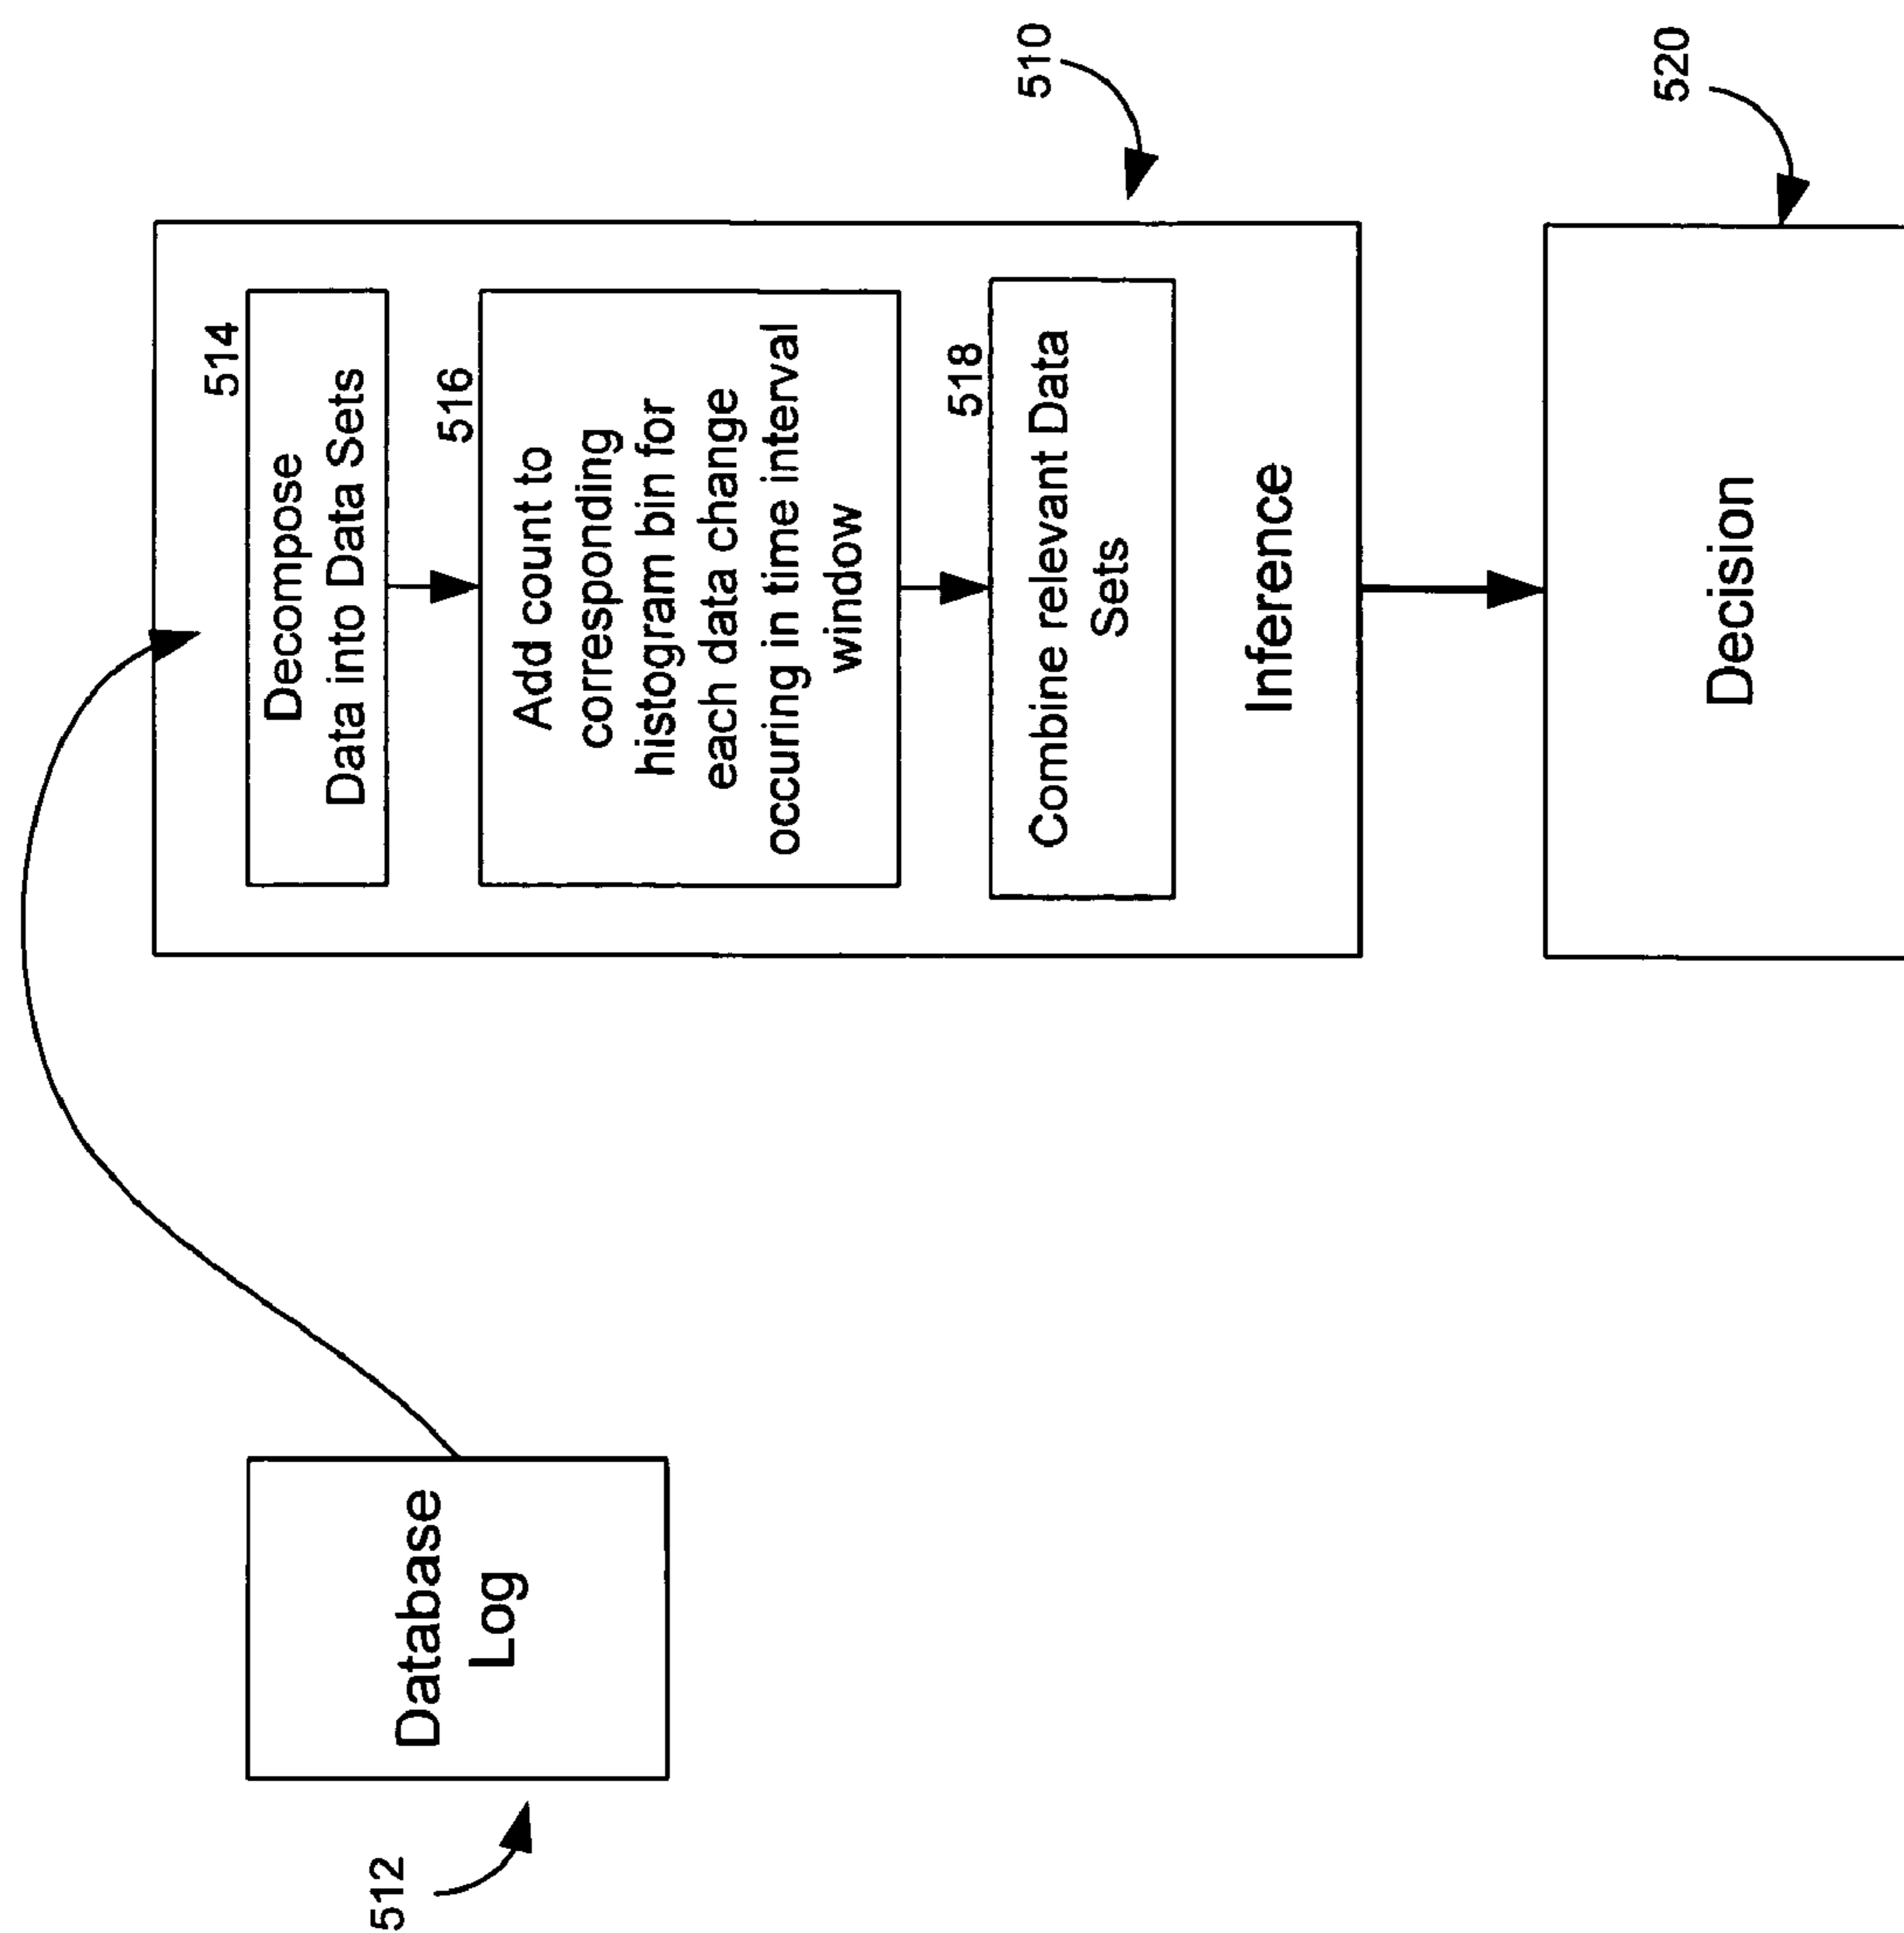 510
514
Decompose
Data into Data Sets
516
Add count to
corresponding
histogram bin for
each data change
occuring in time interval
window
518
Combine relevant Data
Sets
Inference
520
Decision
512
Database
Log